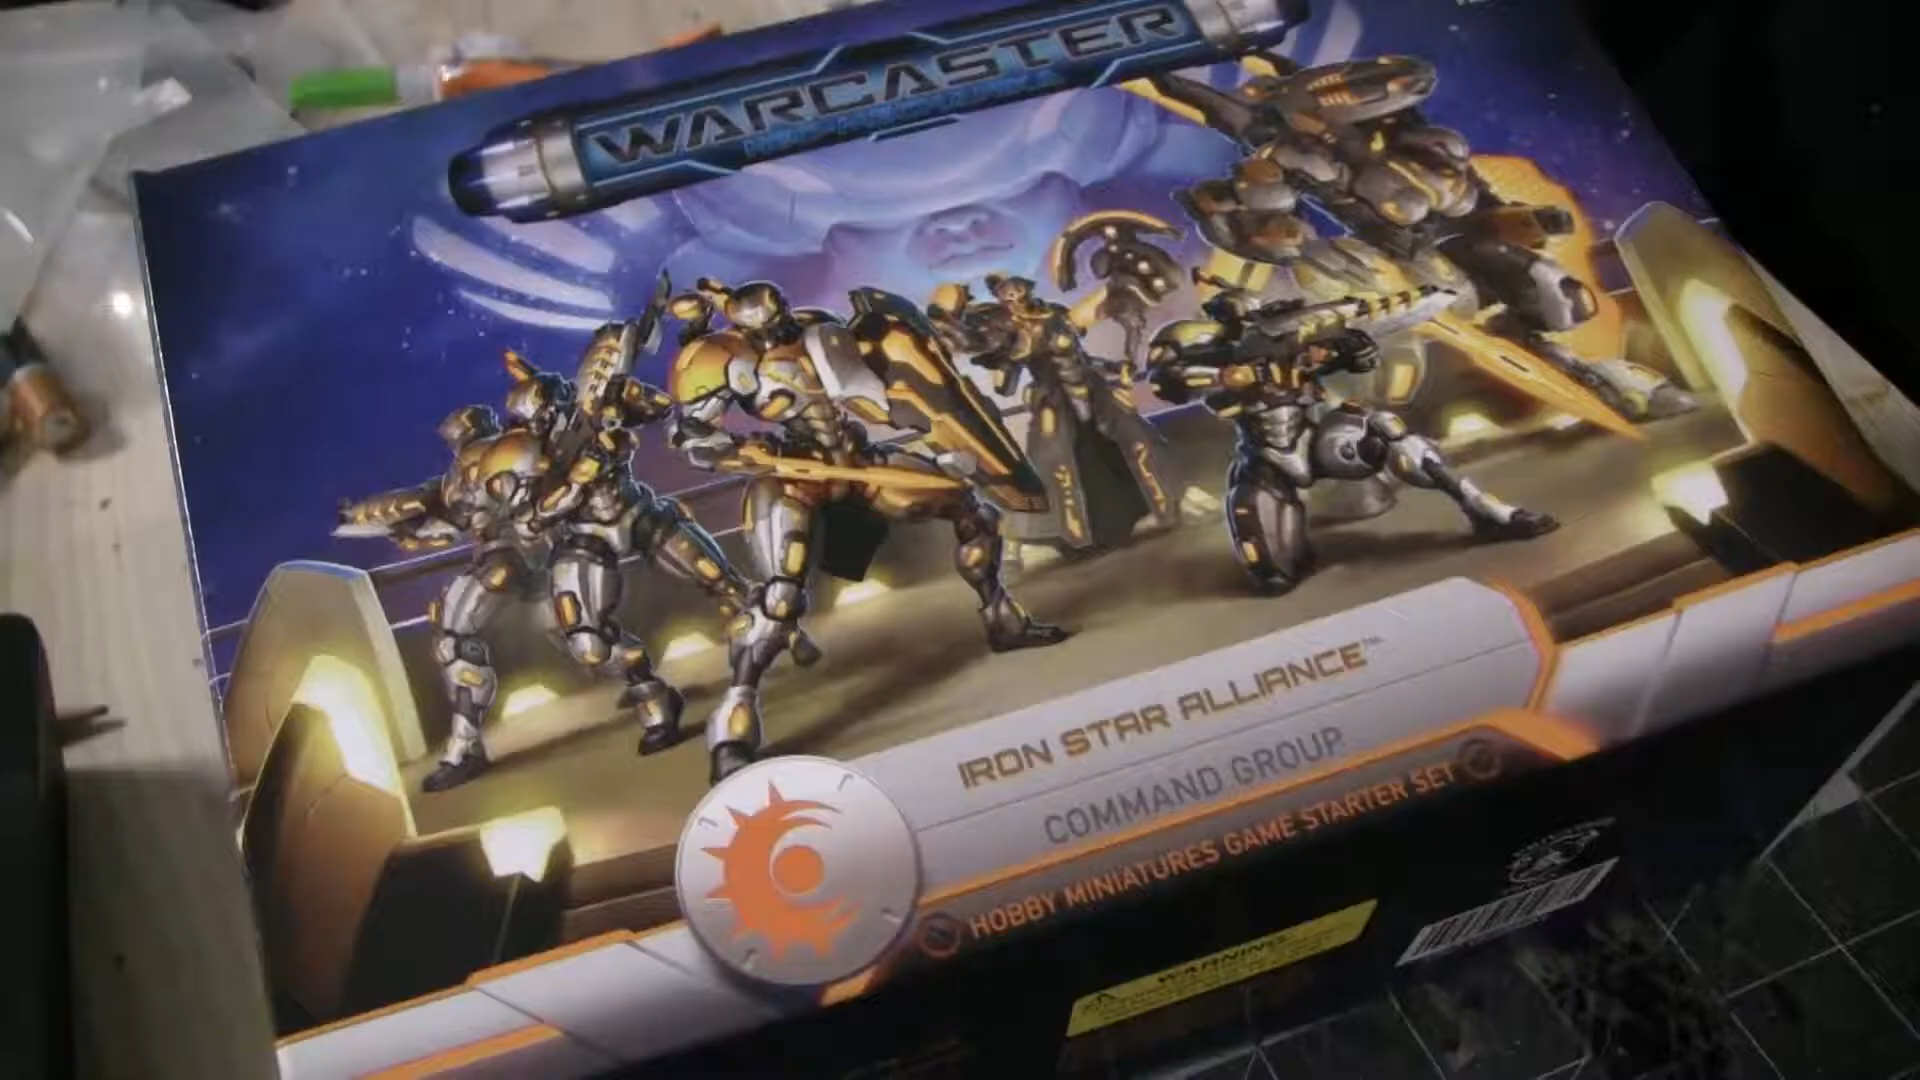 WARCASTER
IRON STAR ALLIANCE™
COMMAND GROUP
HOBBY MINIATURES GAME STARTER SET
WARNING